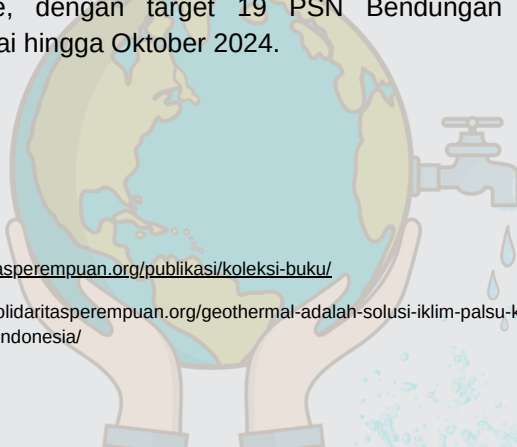 e, dengan target 19 PSN Bendungan
ai hingga Oktober 2024.
asperempuan.org/publikasi/koleksi-buku/
olidaritasperempuan.org/geothermal-adalah-solusi-iklim-palsu-k
ndonesia/